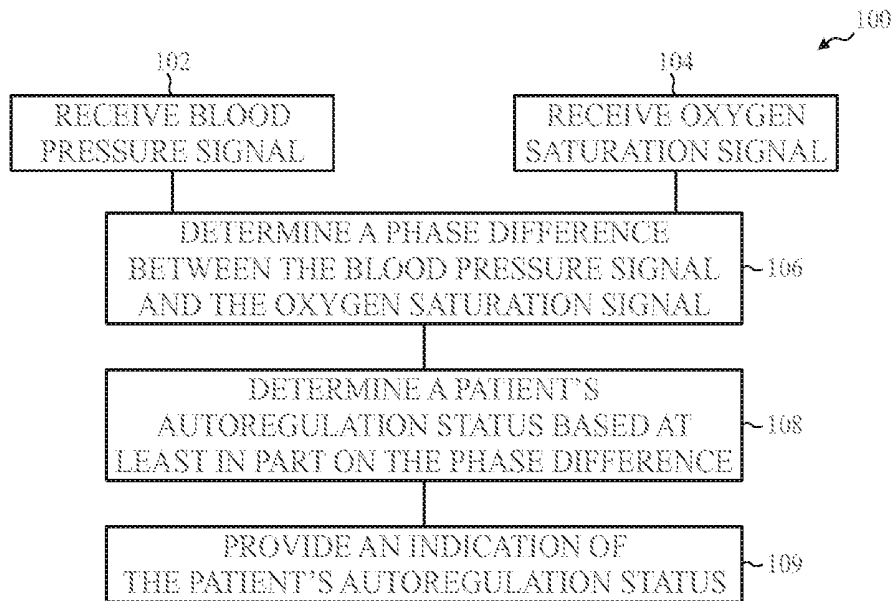 100
102
104
RECEIVE BLOOD
PRESSURE SIGNAL
RECEIVE OXYGEN
SATURATION SIGNAL
DETERMINE A PHASE DIFFERENCE
BETWEEN THE BLOOD PRESSURE SIGNAL
AND THE OXYGEN SATURATION SIGNAL
106
DETERMINE A PATIENT'S
AUTOREGULATION STATUS BASED AT
LEAST IN PART ON THE PHASE DIFFERENCE
108
PROVIDE AN INDICATION OF
THE PATIENT'S AUTOREGULATION STATUS
109